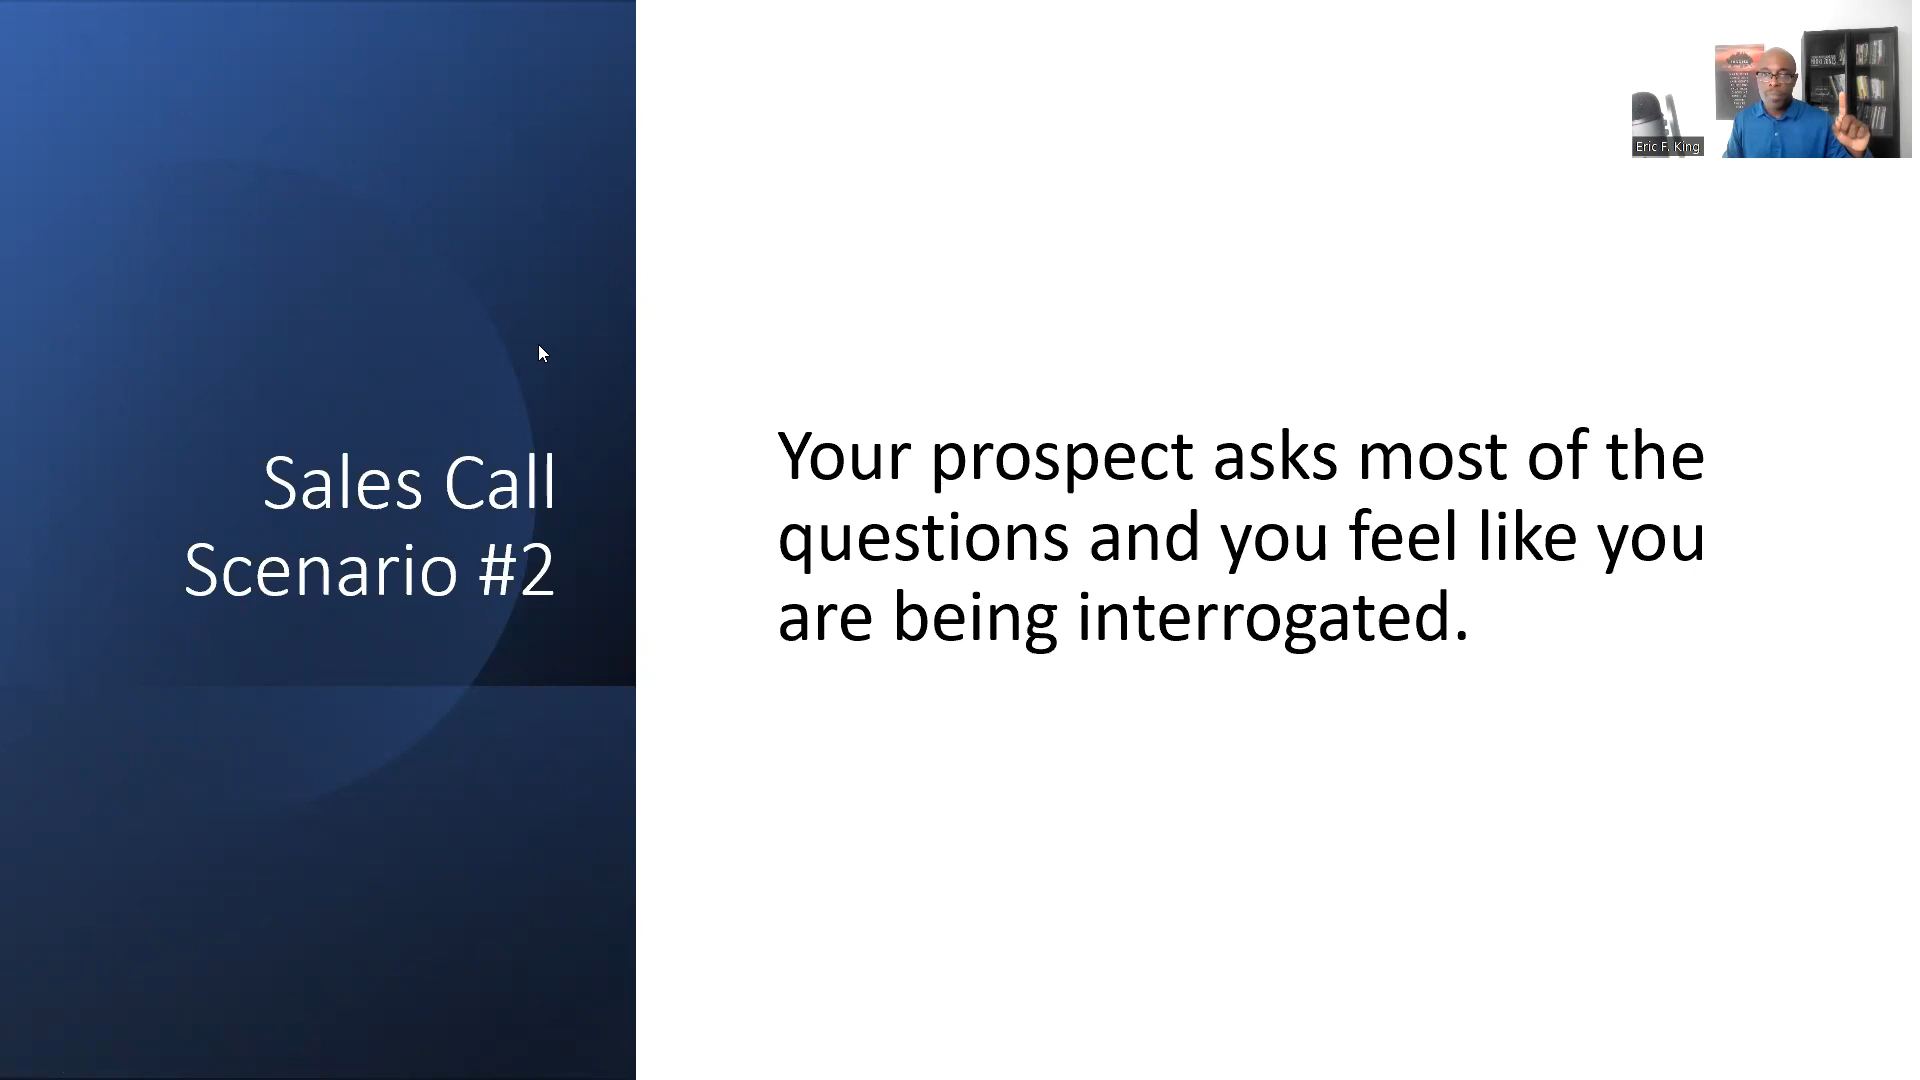 Sales Call
Scenario #2
Your prospect asks most of the
questions and you feel like you
are being interrogated.
Eric F. King